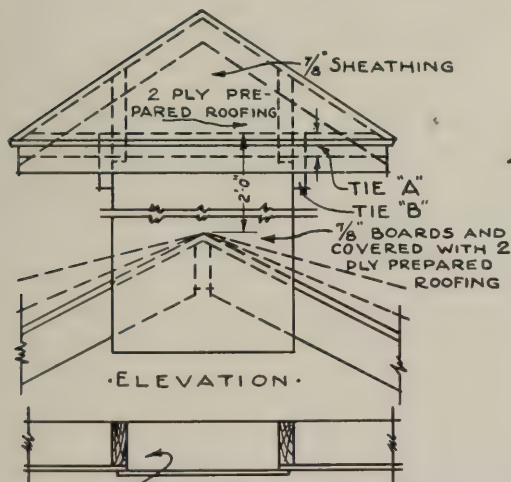 7/8" SHEATHING
2 PLY PRE-
PARED ROOFING
2'-0"
TIE "A"
TIE "B"
7/8" BOARDS AND
COVERED WITH 2
PLY PREPARED
ROOFING
·ELEVATION·